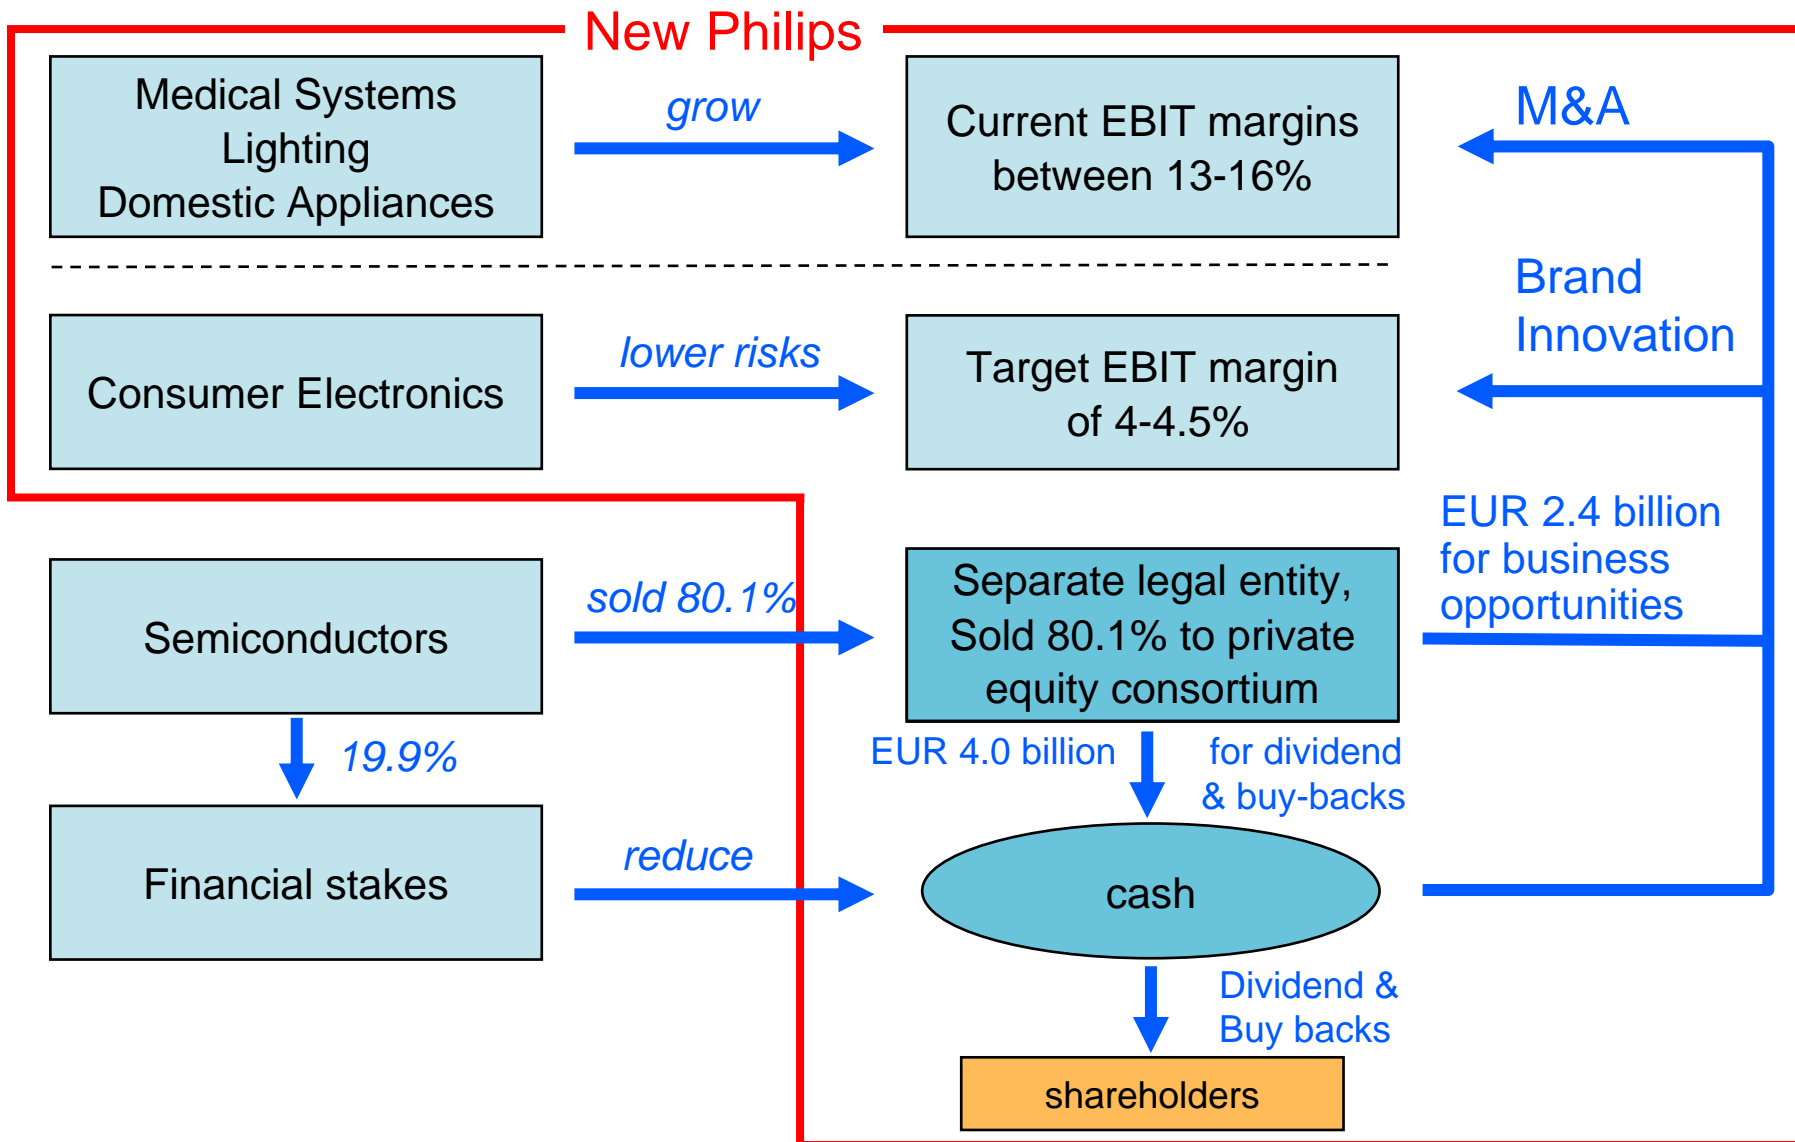 New Philips
Medical Systems
Lighting
Domestic Appliances
grow
Current EBIT margins
between 13-16%
M&A
Consumer Electronics
lower risks
Target EBIT margin
of 4-4.5%
Brand
Innovation
Semiconductors
sold 80.1%
Separate legal entity,
Sold 80.1% to private
equity consortium
EUR 2.4 billion
for business
opportunities
19.9%
EUR 4.0 billion
for dividend
& buy-backs
Financial stakes
reduce
cash
Dividend &
Buy backs
shareholders